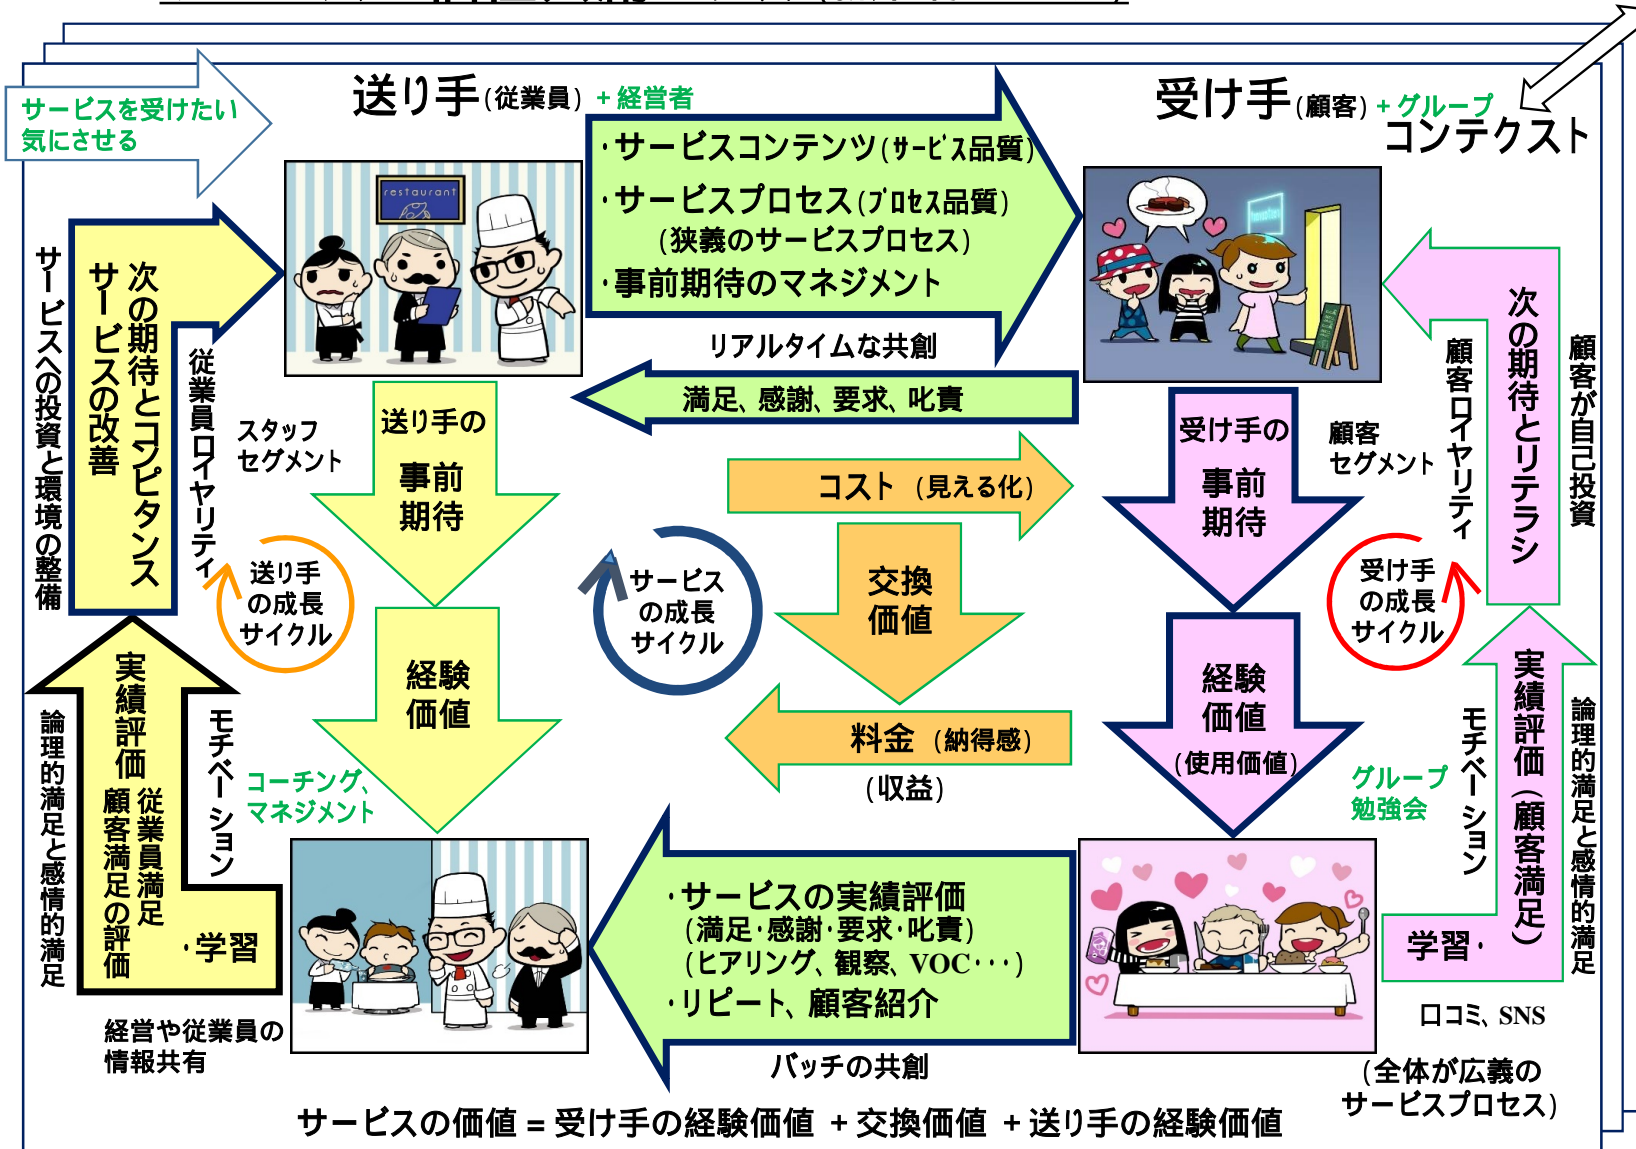 サービスを受けたい
気にさせる
送り手(従業員) + 経営者
受け手(顧客) + グループ
コンテクスト
・サービスコンテンツ(サービス品質)
・サービスプロセス(プロセス品質)
(狭義のサービスプロセス)
・事前期待のマネジメント
リアルタイムな共創
満足、感謝、要求、叱責
restaurant
サービスへの投資と環境の整備
次の期待とコンピタンス
サービスの改善
従業員ロイヤリティ
スタッフ
セグメント
送り手の
事前
期待
コスト (見える化)
受け手の
事前
期待
顧客
セグメント
顧客ロイヤリティ
次の期待とリテラシ
顧客が自己投資
送り手
の成長
サイクル
サービス
の成長
サイクル
交換
価値
受け手
の成長
サイクル
経験
価値
料金 (納得感)
(収益)
経験
価値
(使用価値)
論理的満足と感情的満足
実績評価
従業員満足
顧客満足の評価
・学習
モチベーション
コーチング、
マネジメント
グループ
勉強会
モチベーション
実績評価(顧客満足)
学習・
論理的満足と感情的満足
・サービスの実績評価
(満足・感謝・要求・叱責)
(ヒアリング、観察、VOC・・・)
・リピート、顧客紹介
バッチの共創
経営や従業員の
情報共有
口コミ、SNS
(全体が広義の
サービスプロセス)
サービスの価値 = 受け手の経験価値 + 交換価値 + 送り手の経験価値